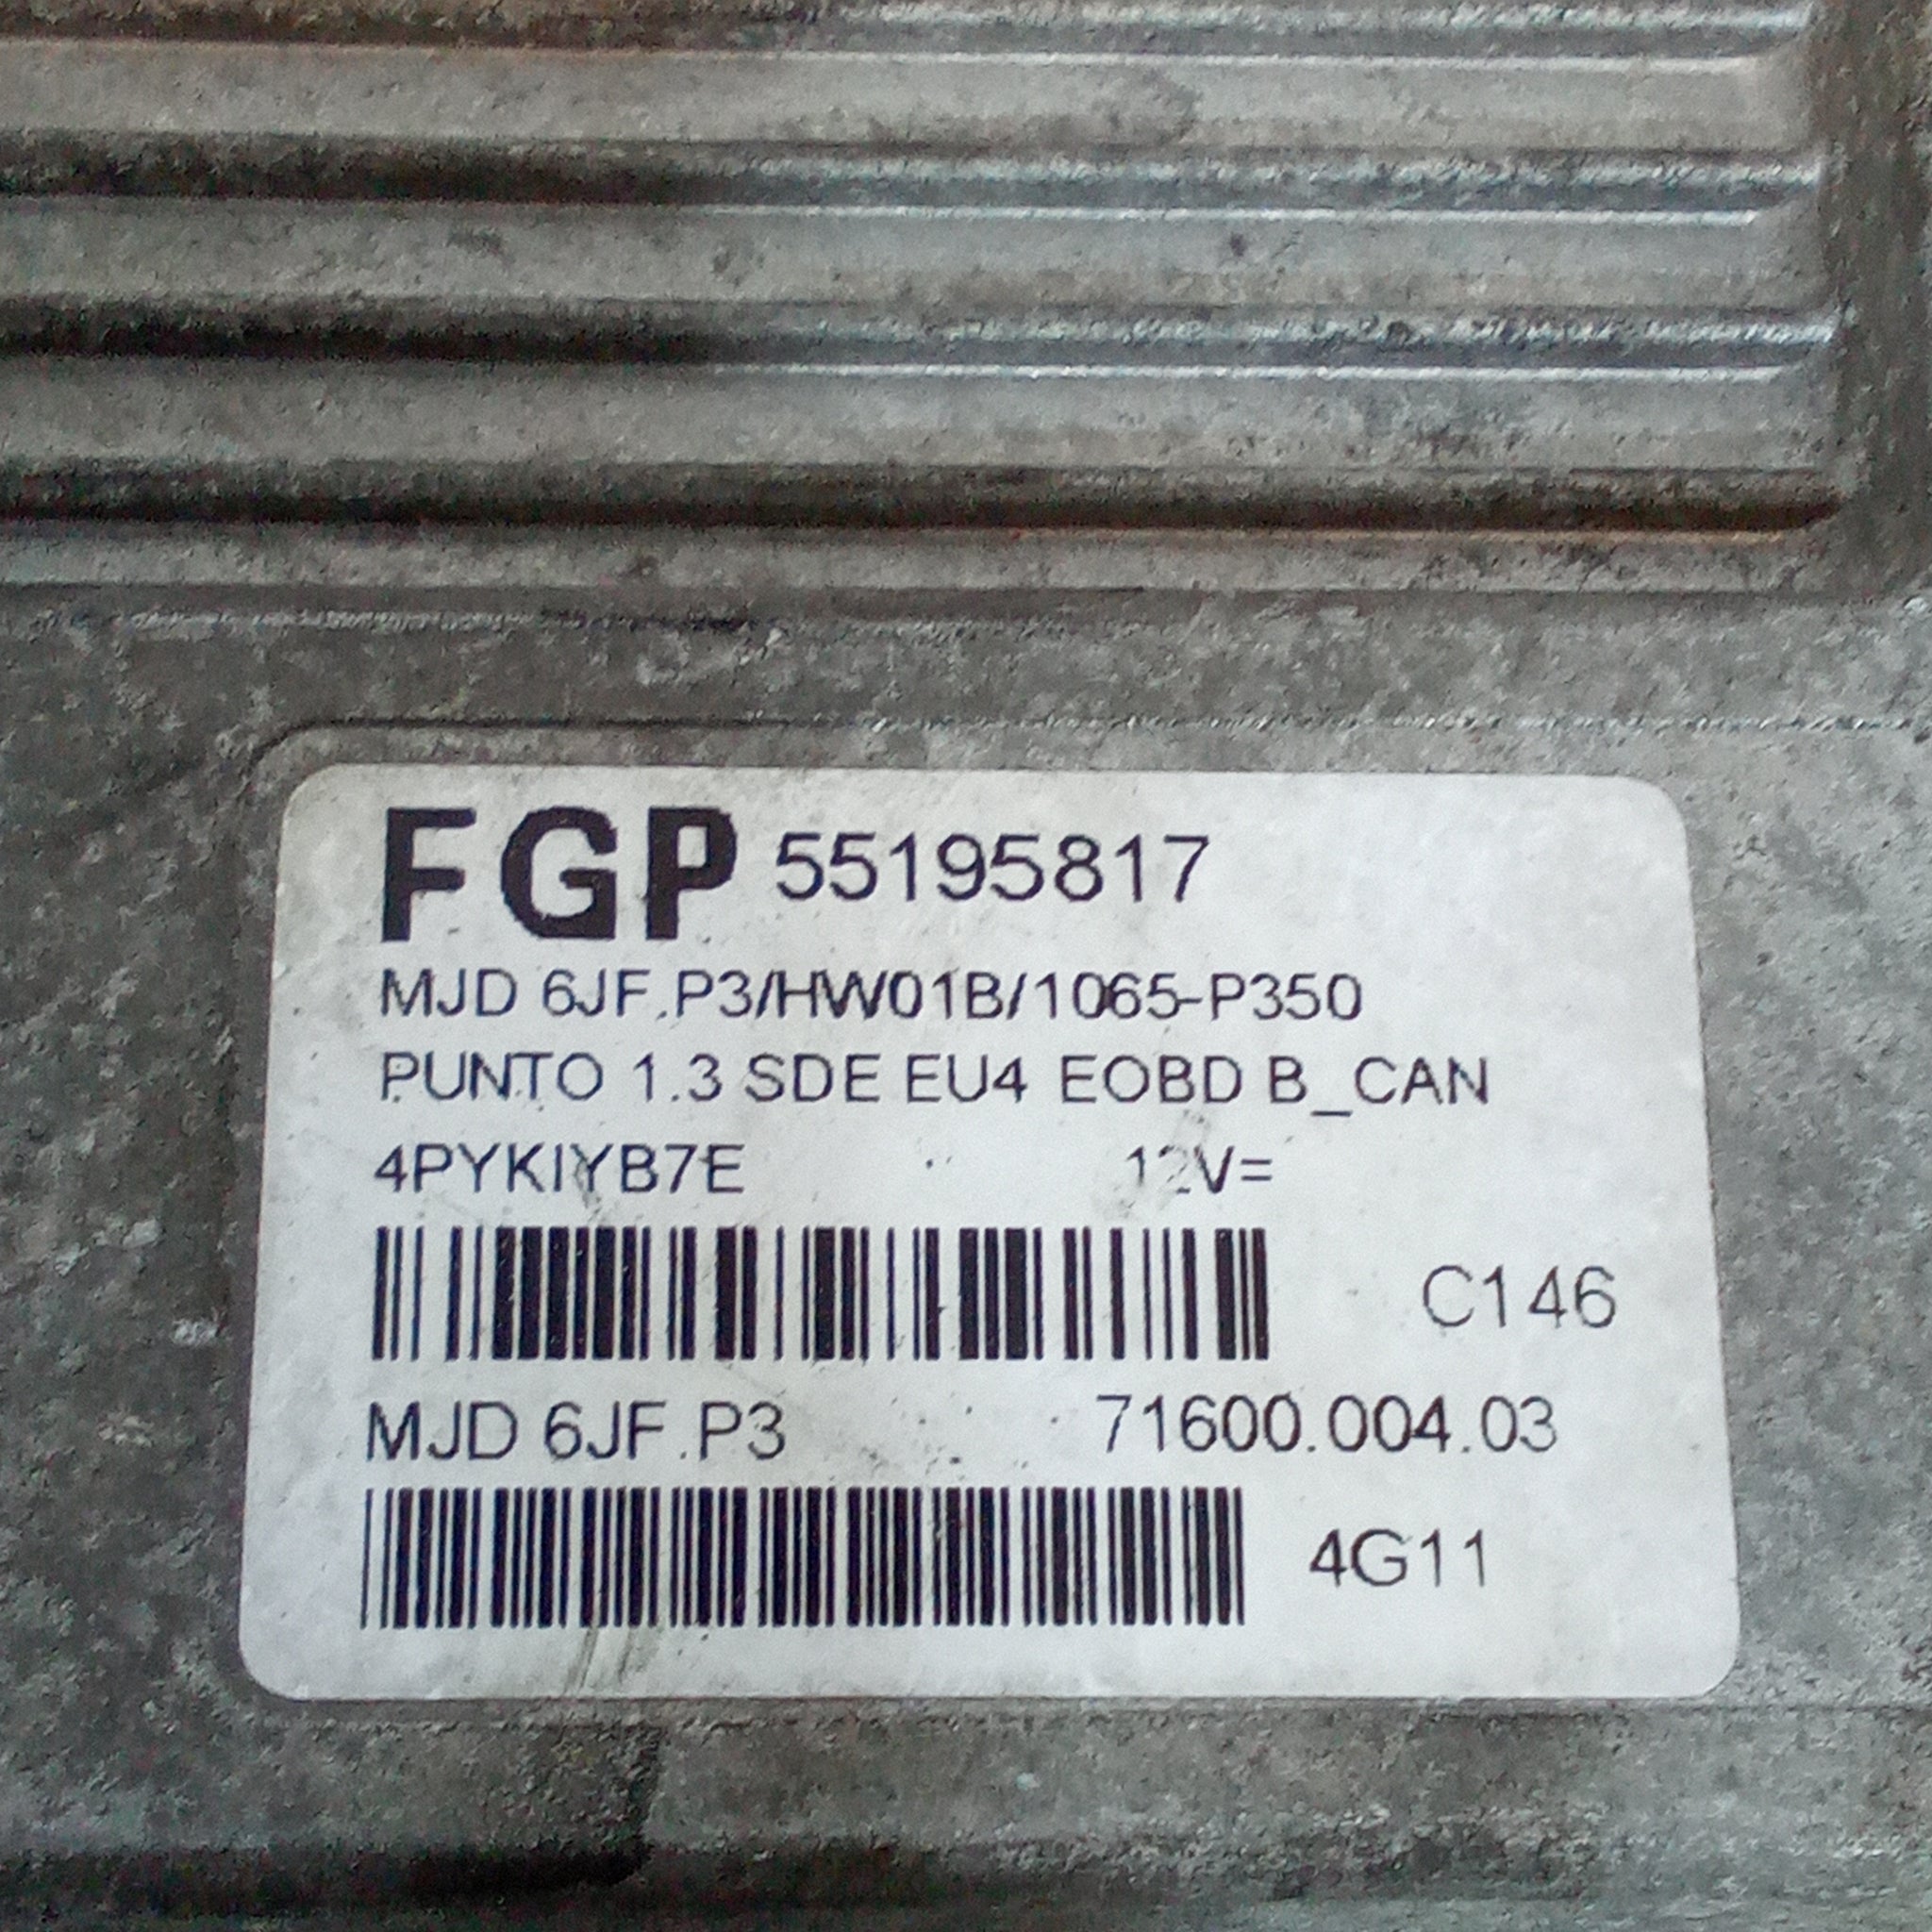 FGP 55195817
MJD 6JF.P3/HW01B/1065-P350
PUNTO 1.3 SDE EU4 EOBD B_CAN
4PYKIYB7E 12V=
C146
MJD 6JF.P3 71600.004.03
4G11